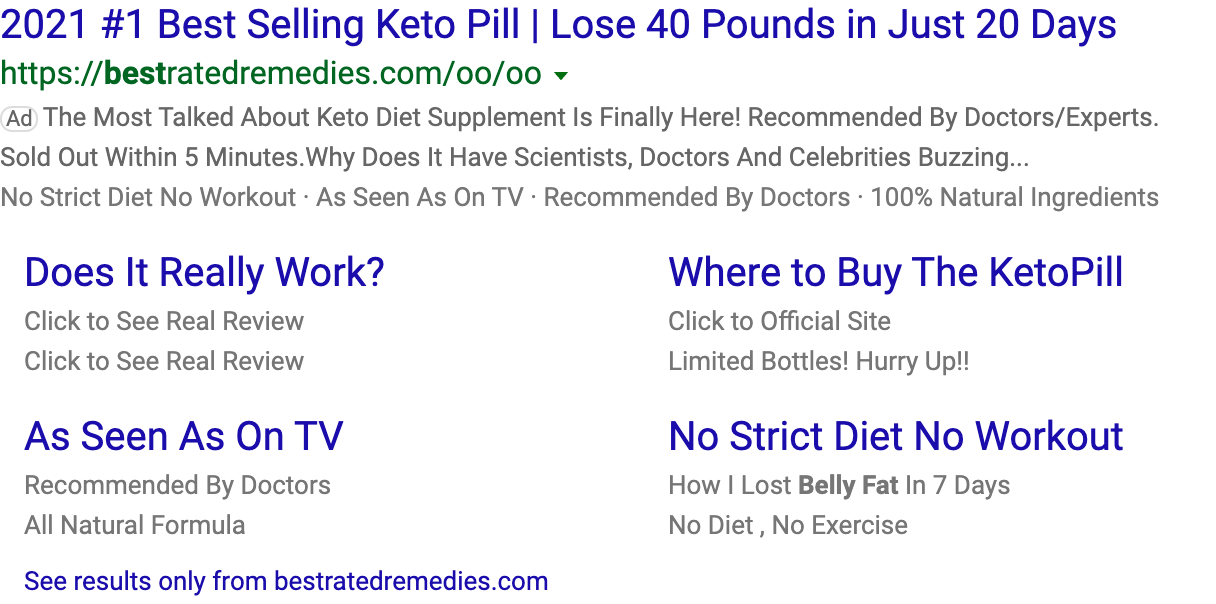 2021 #1 Best Selling Keto Pill | Lose 40 Pounds in Just 20 Days
https://bestratedremedies.com/oo/oo
Ad The Most Talked About Keto Diet Supplement Is Finally Here! Recommended By Doctors/Experts.
Sold Out Within 5 Minutes.Why Does It Have Scientists, Doctors And Celebrities Buzzing...
No Strict Diet No Workout · As Seen As On TV · Recommended By Doctors · 100% Natural Ingredients
Does It Really Work?
Click to See Real Review
Click to See Real Review
Where to Buy The KetoPill
Click to Official Site
Limited Bottles! Hurry Up!!
As Seen As On TV
Recommended By Doctors
All Natural Formula
No Strict Diet No Workout
How I Lost Belly Fat In 7 Days
No Diet , No Exercise
See results only from bestratedremedies.com